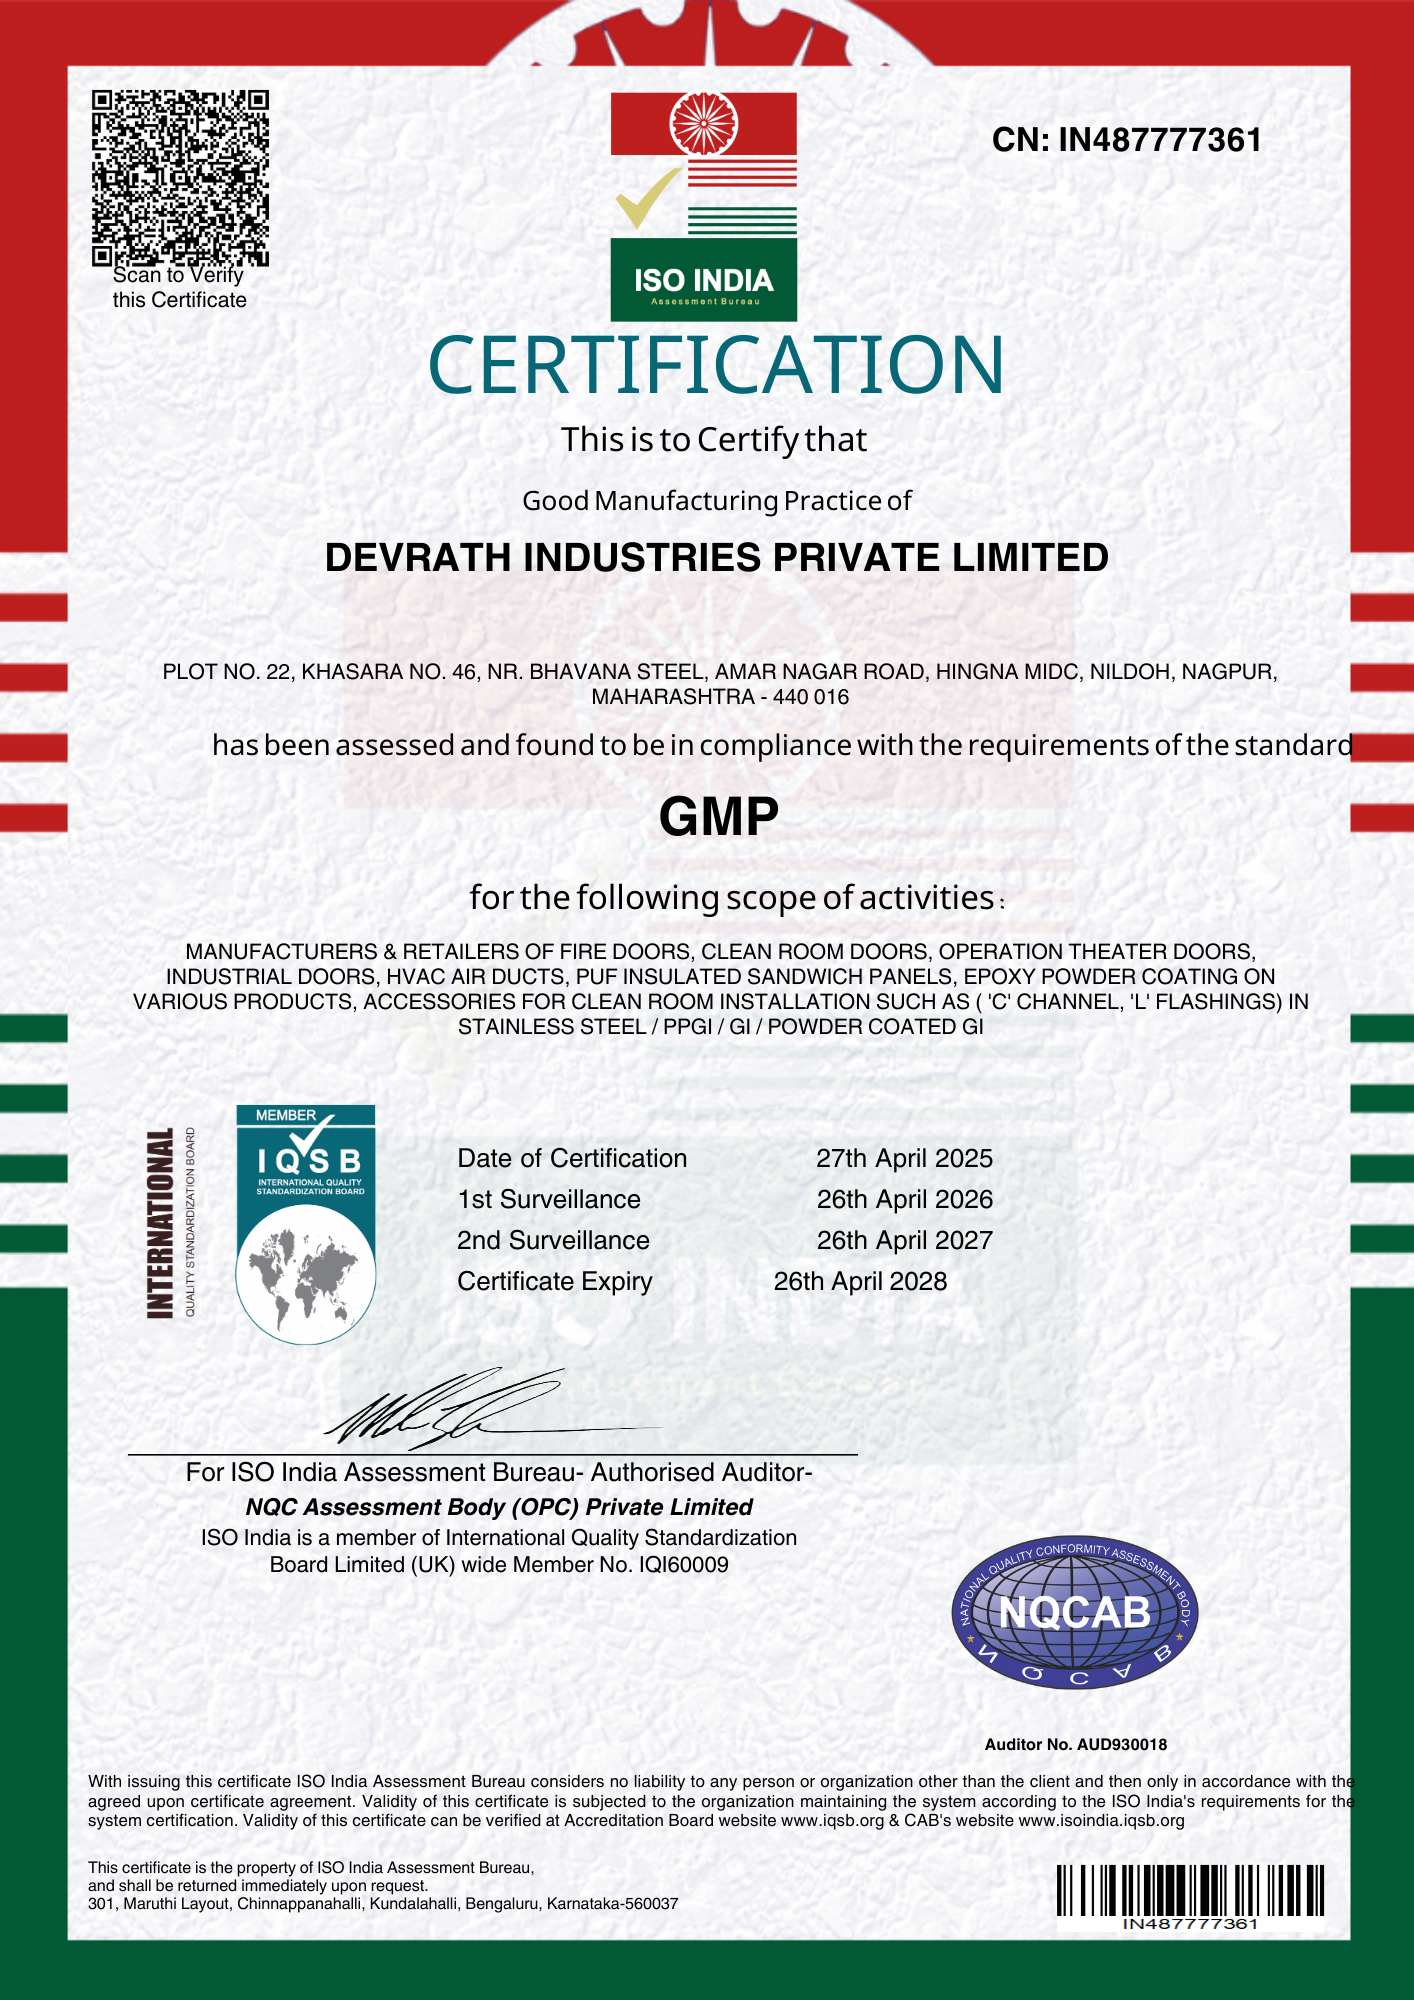 Scan to Verify
this Certificate
ISO INDIA
Assessment Bureau
CN: IN487777361
CERTIFICATION
This is to Certify that
Good Manufacturing Practice of
DEVRATH INDUSTRIES PRIVATE LIMITED
PLOT NO. 22, KHASARA NO. 46, NR. BHAVANA STEEL, AMAR NAGAR ROAD, HINGNA MIDC, NILDOH, NAGPUR,
MAHARASHTRA - 440 016
has been assessed and found to be in compliance with the requirements of the standard
GMP
for the following scope of activities :
MANUFACTURERS & RETAILERS OF FIRE DOORS, CLEAN ROOM DOORS, OPERATION THEATER DOORS,
INDUSTRIAL DOORS, HVAC AIR DUCTS, PUF INSULATED SANDWICH PANELS, EPOXY POWDER COATING ON
VARIOUS PRODUCTS, ACCESSORIES FOR CLEAN ROOM INSTALLATION SUCH AS ( 'C' CHANNEL, 'L' FLASHINGS) IN
STAINLESS STEEL / PPGI / GI / POWDER COATED GI
INTERNATIONAL
QUALITY STANDARDIZATION BOARD
MEMBER
IQSB
INTERNATIONAL QUALITY
STANDARDIZATION BOARD
Date of Certification 27th April 2025
1st Surveillance 26th April 2026
2nd Surveillance 26th April 2027
Certificate Expiry 26th April 2028
For ISO India Assessment Bureau- Authorised Auditor-
NQC Assessment Body (OPC) Private Limited
ISO India is a member of International Quality Standardization
Board Limited (UK) wide Member No. IQI60009
NATIONAL QUALITY CONFORMITY ASSESSMENT BODY
NQCAB
N Q C A B
Auditor No. AUD930018
With issuing this certificate ISO India Assessment Bureau considers no liability to any person or organization other than the client and then only in accordance with the
agreed upon certificate agreement. Validity of this certificate is subjected to the organization maintaining the system according to the ISO India's requirements for the
system certification. Validity of this certificate can be verified at Accreditation Board website www.iqsb.org & CAB's website www.isoindia.iqsb.org
This certificate is the property of ISO India Assessment Bureau,
and shall be returned immediately upon request.
301, Maruthi Layout, Chinnappanahalli, Kundalahalli, Bengaluru, Karnataka-560037
IN487777361